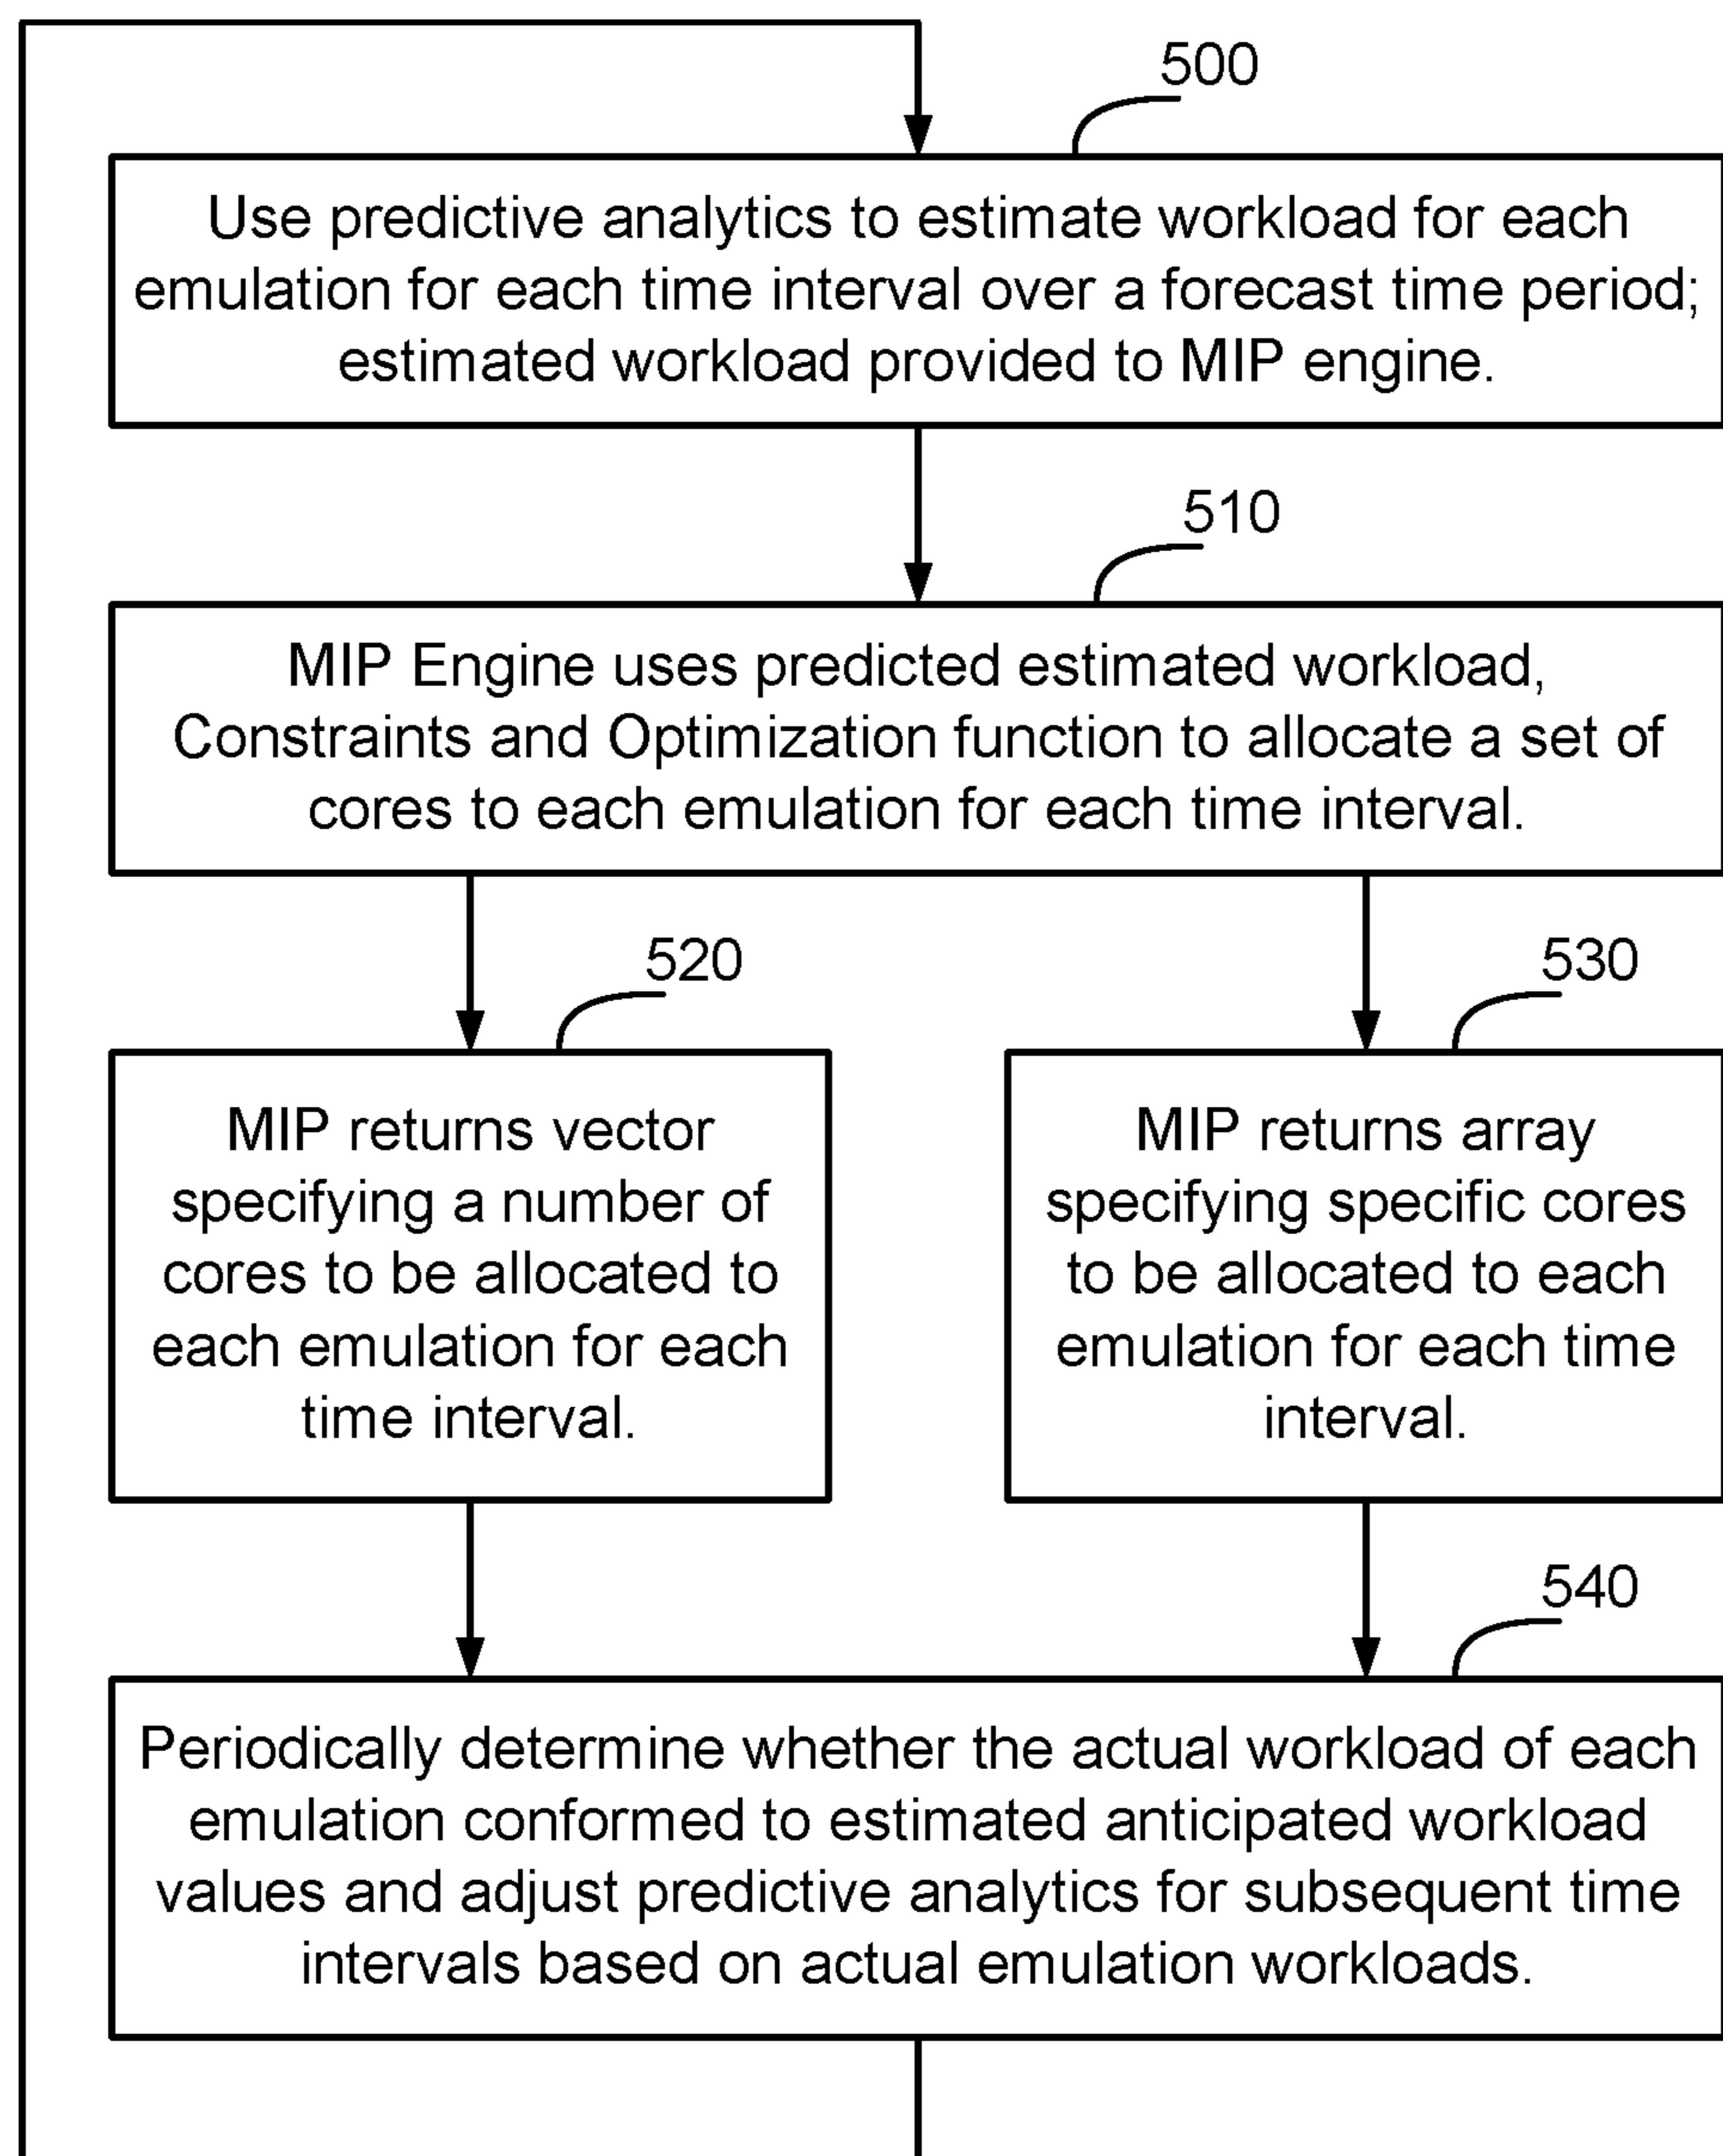 500
Use predictive analytics to estimate workload for each
emulation for each time interval over a forecast time period;
estimated workload provided to MIP engine.
510
MIP Engine uses predicted estimated workload,
Constraints and Optimization function to allocate a set of
cores to each emulation for each time interval.
520
MIP returns vector
specifying a number of
cores to be allocated to
each emulation for each
time interval.
530
MIP returns array
specifying specific cores
to be allocated to each
emulation for each time
interval.
540
Periodically determine whether the actual workload of each
emulation conformed to estimated anticipated workload
values and adjust predictive analytics for subsequent time
intervals based on actual emulation workloads.